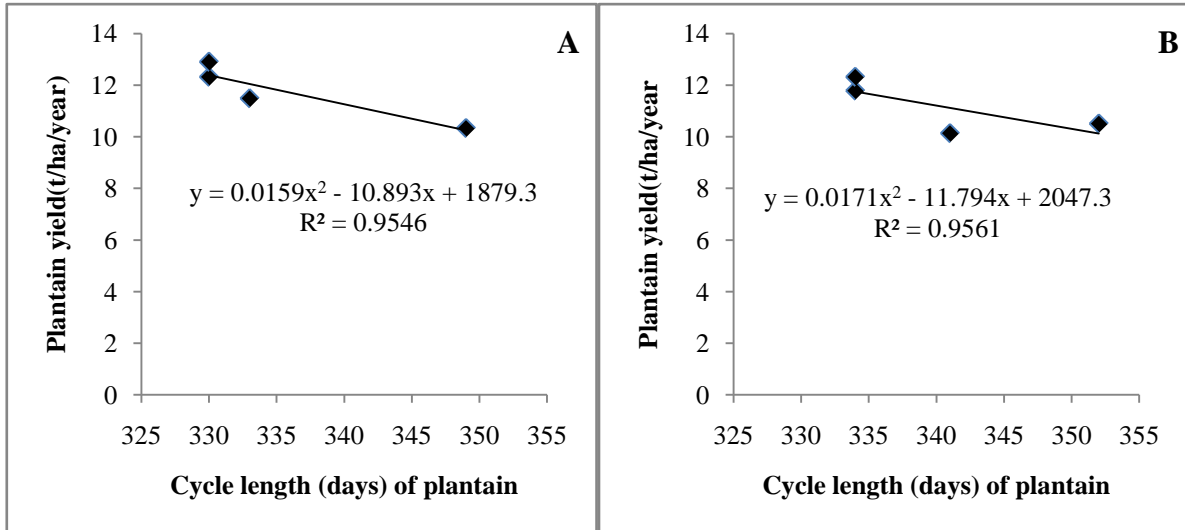 A
Plantain yield(t/ha/year)
14
12
10
8
6
4
2
0
y = 0.0159x² - 10.893x + 1879.3
R² = 0.9546
325 330 335 340 345 350 355
Cycle length (days) of plantain
B
Plantain yield(t/ha/year
14
12
10
8
6
4
2
0
y = 0.0171x² - 11.794x + 2047.3
R² = 0.9561
325 330 335 340 345 350 355
Cycle length (days) of plantain